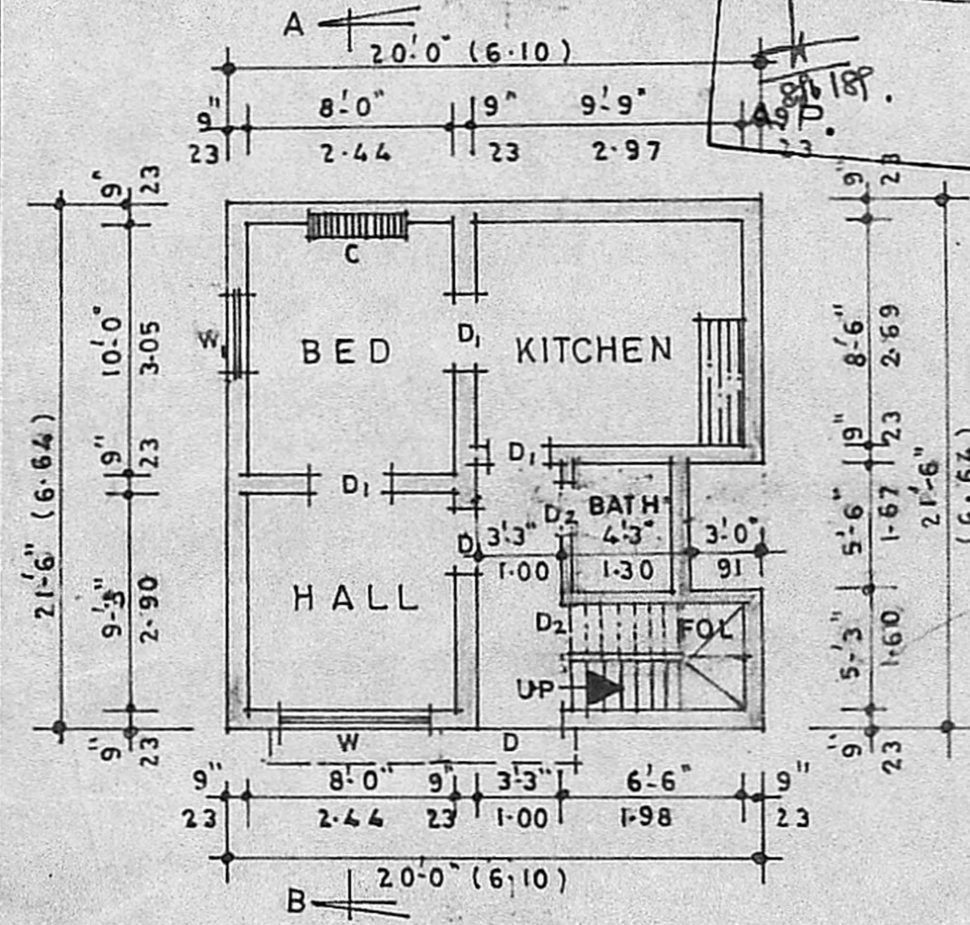 A
20'-0" (6·10)
9" 8'-0" 9" 9'-9"
23 2·44 23 2·97 23
9" 23
10'-0" 3·05
9" 23
9'-3" 2·90
9" 23
21'-6" (6·64)
9" 23
8'-6" 2·69
9" 23
5'-6" 1·67
5'-3" 1·60
9" 23
21'-6"
C
W1
BED
D1
KITCHEN
D1
D1
D2
BATH
D
3'-3" 4'-3" 3'-0"
1·00 1·30 91
HALL
D2
FOL
UP
W D
9" 8'-0" 9" 3'-3" 6'-6" 9"
23 2·44 23 1·00 1·98 23
20'-0" (6·10)
B